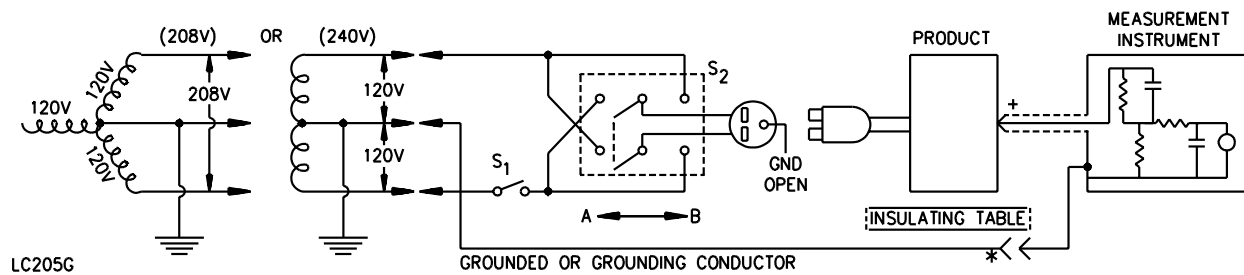 (208V) OR (240V)
PRODUCT
MEASUREMENT
INSTRUMENT
120V
120V
120V
208V
120V
120V
S2
S1
+
GND
OPEN
A B
INSULATING TABLE
*
GROUNDED OR GROUNDING CONDUCTOR
LC205G